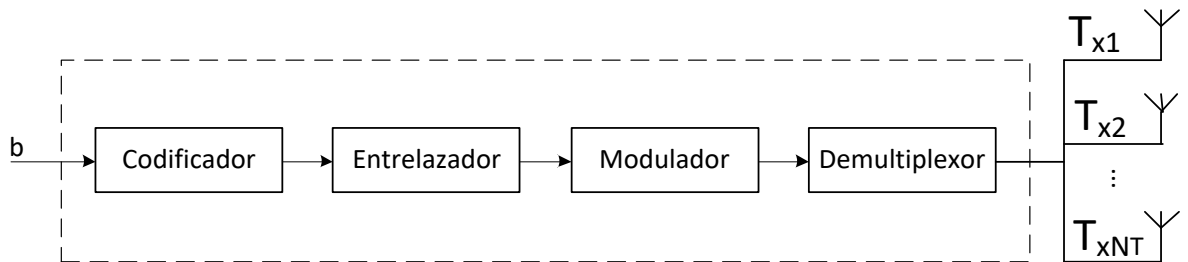 b
Codificador
Entrelazador
Modulador
Demultiplexor
Tx1
Tx2
⋮
TxNT